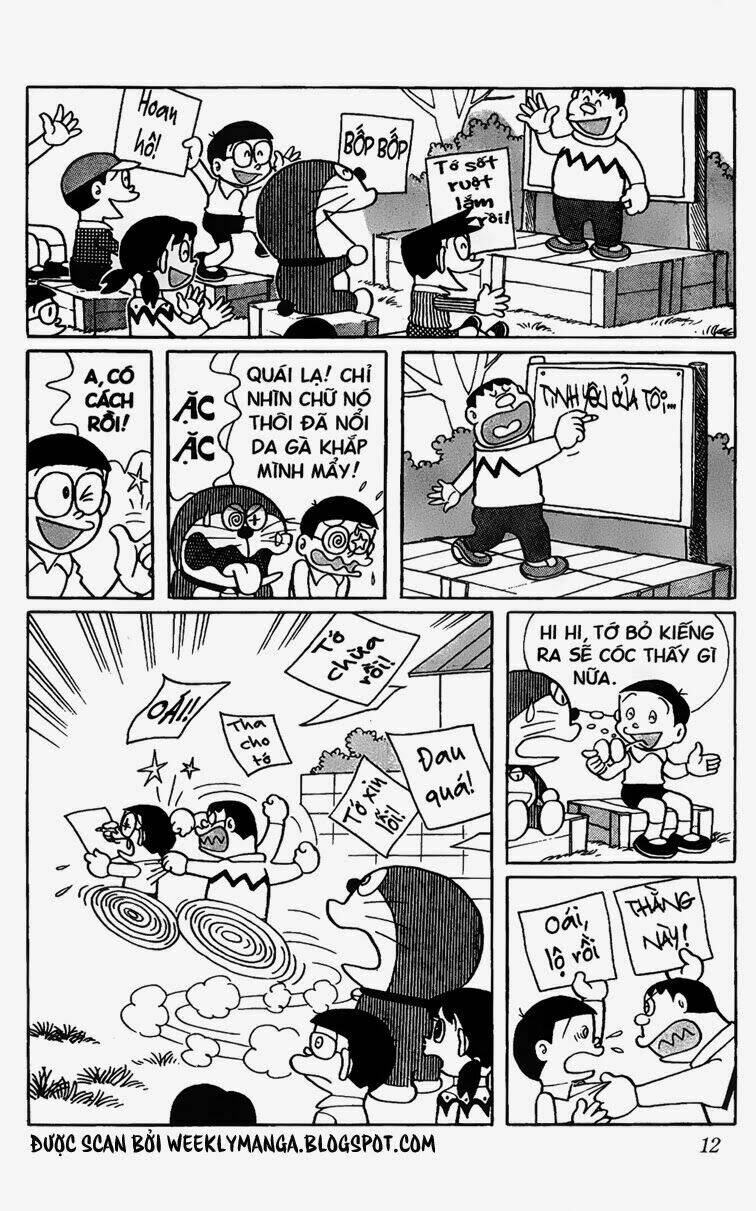 Tớ sốt
ruột
lắm
rồi!
BỐP BỐP
Hoan
hô!
TÌNH YÊU CỦA TÔI...
QUÁI LẠ! CHỈ
NHÌN CHỮ NÓ
THÔI ĐÃ NỔI
DA GÀ KHẮP
MÌNH MẨY!
ẶC
ẶC
A, CÓ
CÁCH
RỒI!
HI HI, TỚ BỎ KIẾNG
RA SẼ CÓC THẤY GÌ
NỮA.
THẰNG
NÀY!
Oái,
lộ rồi
Tớ
chừa
rồi!
Đau
quá!
Tớ xin
lỗi!
Tha
cho
tớ
OÁI!!
ĐƯỢC SCAN BỞI WEEKLYMANGA.BLOGSPOT.COM
12